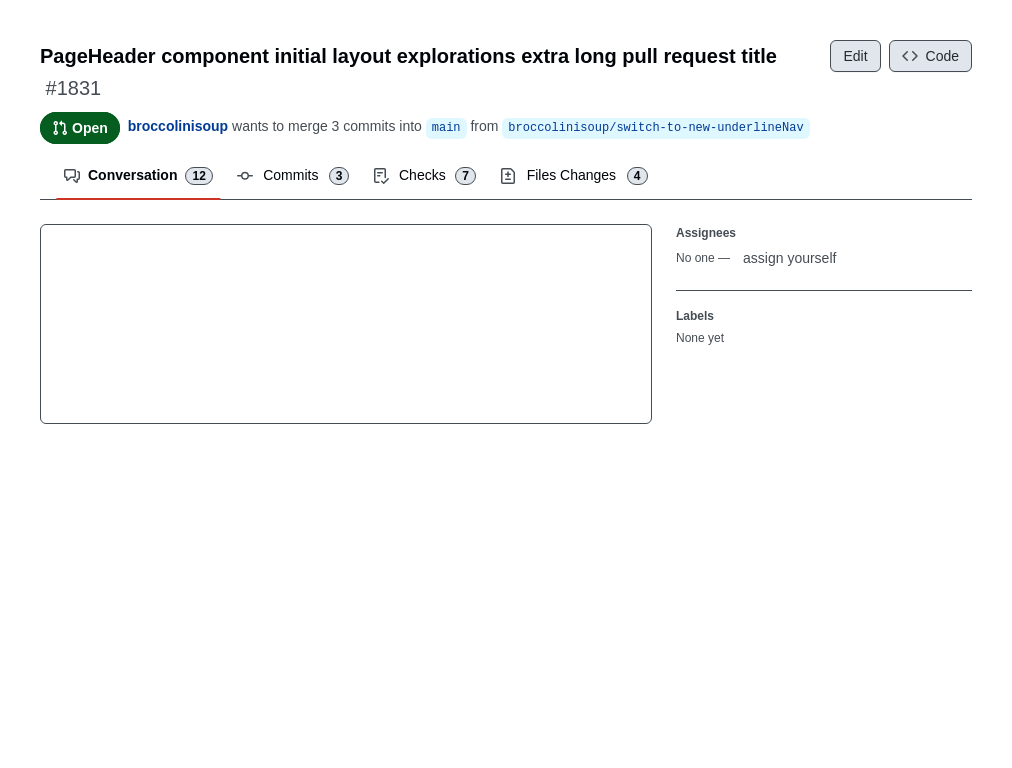 PageHeader component initial layout explorations extra long pull request title
#1831
Edit
Code
Open
broccolinisoup wants to merge 3 commits into main from broccolinisoup/switch-to-new-underlineNav
Conversation 12 Commits 3 Checks 7 Files Changes 4
Assignees
No one — assign yourself
Labels
None yet